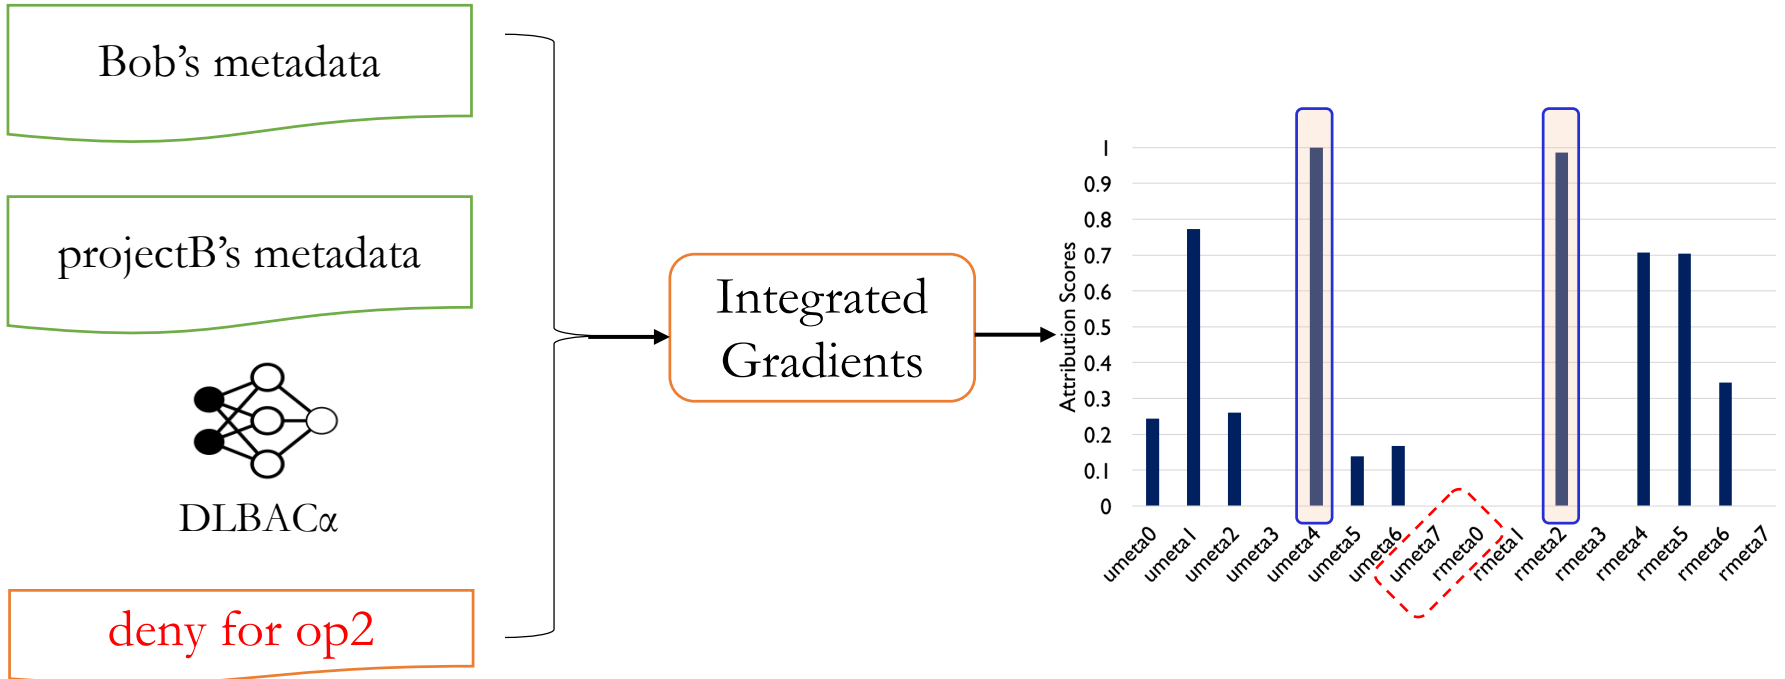 Bob’s metadata
projectB’s metadata
DLBACα
deny for op2
Integrated
Gradients
Attribution Scores
1
0.9
0.8
0.7
0.6
0.5
0.4
0.3
0.2
0.1
0
umeta0
umeta1
umeta2
umeta3
umeta4
umeta5
umeta6
umeta7
rmeta0
rmeta1
rmeta2
rmeta3
rmeta4
rmeta5
rmeta6
rmeta7